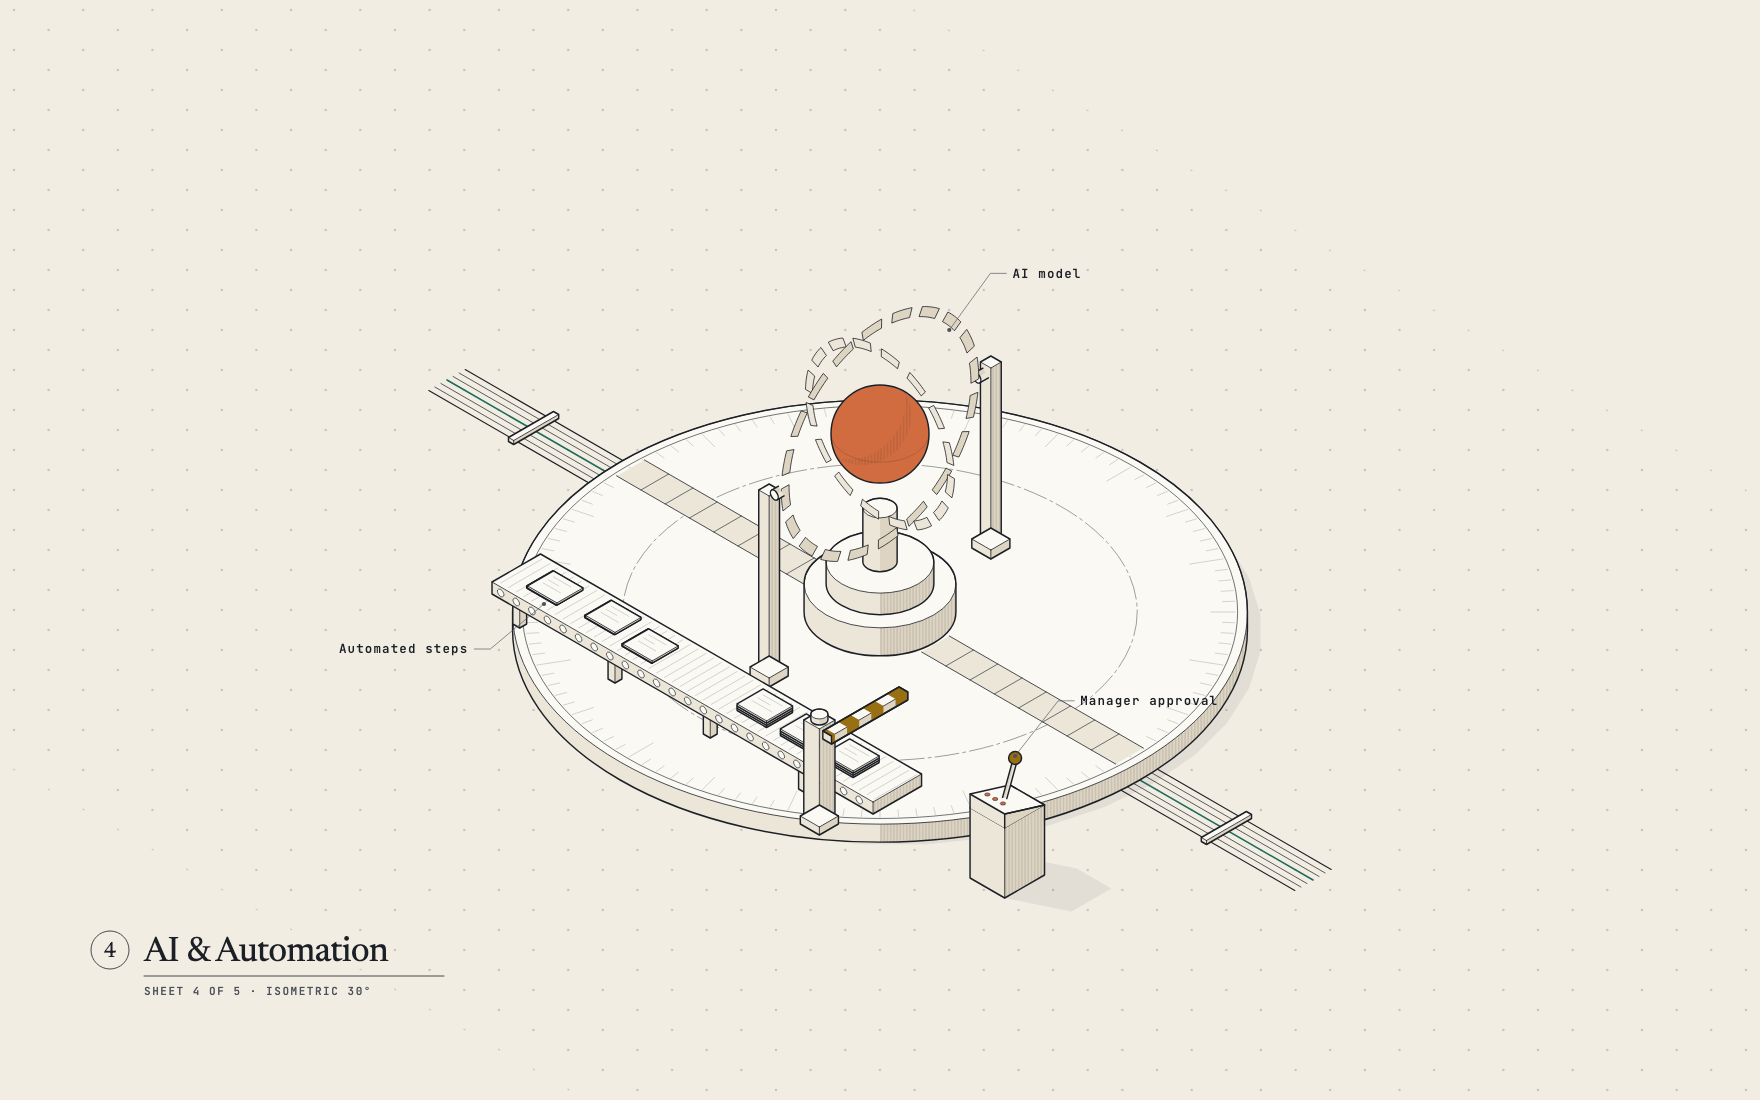 AI model
Automated steps
Manager approval
4
AI & Automation
SHEET 4 OF 5 · ISOMETRIC 30°